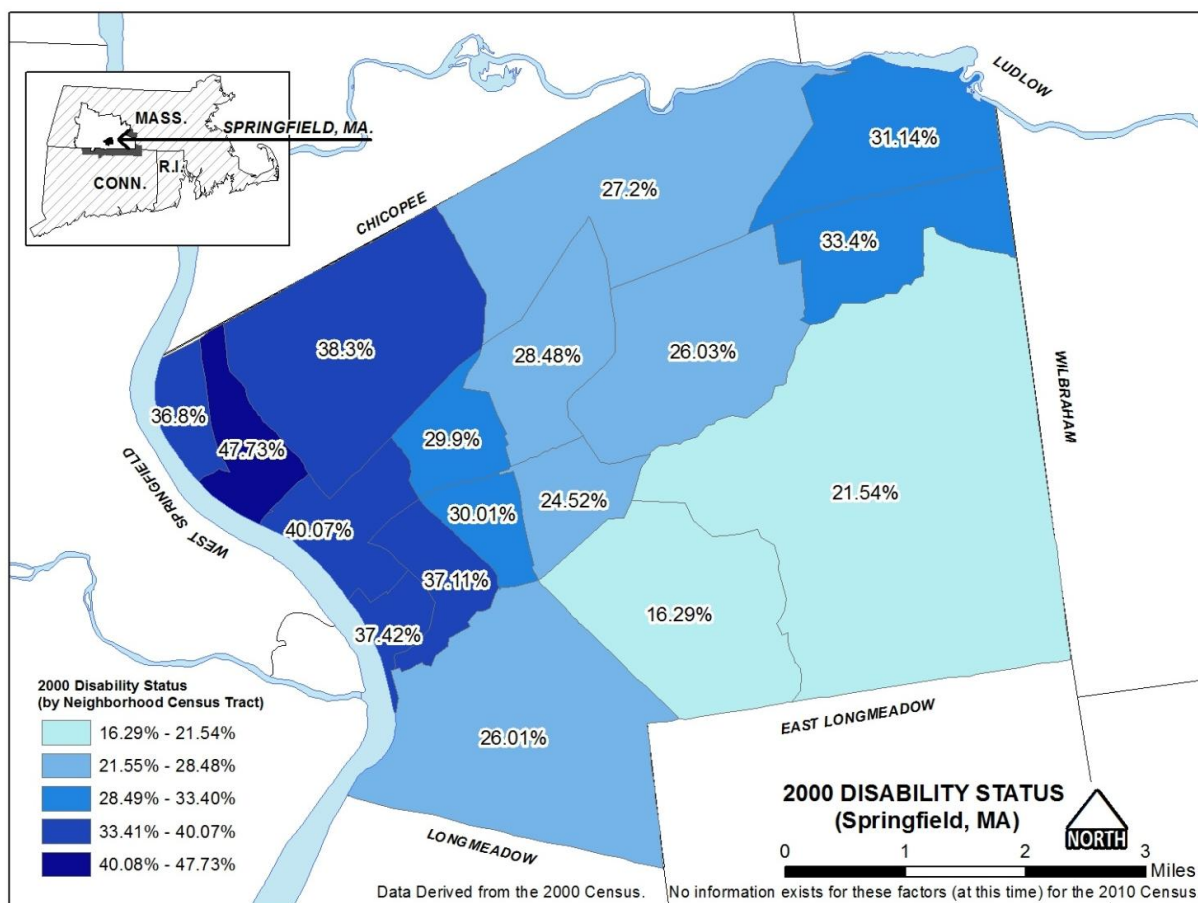 MASS.
SPRINGFIELD, MA.
R.I.
CONN.
LUDLOW
CHICOPEE
WILBRAHAM
WEST SPRINGFIELD
EAST LONGMEADOW
LONGMEADOW
31.14%
27.2%
33.4%
38.3%
28.48%
26.03%
36.8%
47.73%
29.9%
24.52%
21.54%
30.01%
40.07%
37.11%
16.29%
37.42%
26.01%
2000 Disability Status
(by Neighborhood Census Tract)
16.29% - 21.54%
21.55% - 28.48%
28.49% - 33.40%
33.41% - 40.07%
40.08% - 47.73%
2000 DISABILITY STATUS
(Springfield, MA)
NORTH
0 1 2 3
Miles
Data Derived from the 2000 Census. No information exists for these factors (at this time) for the 2010 Census